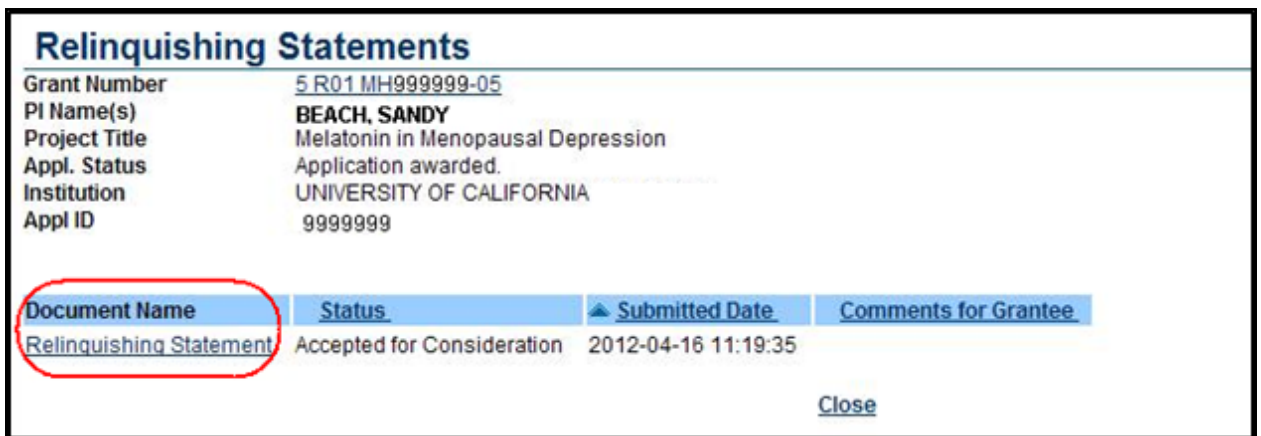 Relinquishing Statements
Grant Number 5 R01 MH999999-05
PI Name(s) BEACH, SANDY
Project Title Melatonin in Menopausal Depression
Appl. Status Application awarded.
Institution UNIVERSITY OF CALIFORNIA
Appl ID 9999999
Document Name Status Submitted Date Comments for Grantee
Relinquishing Statement Accepted for Consideration 2012-04-16 11:19:35
Close